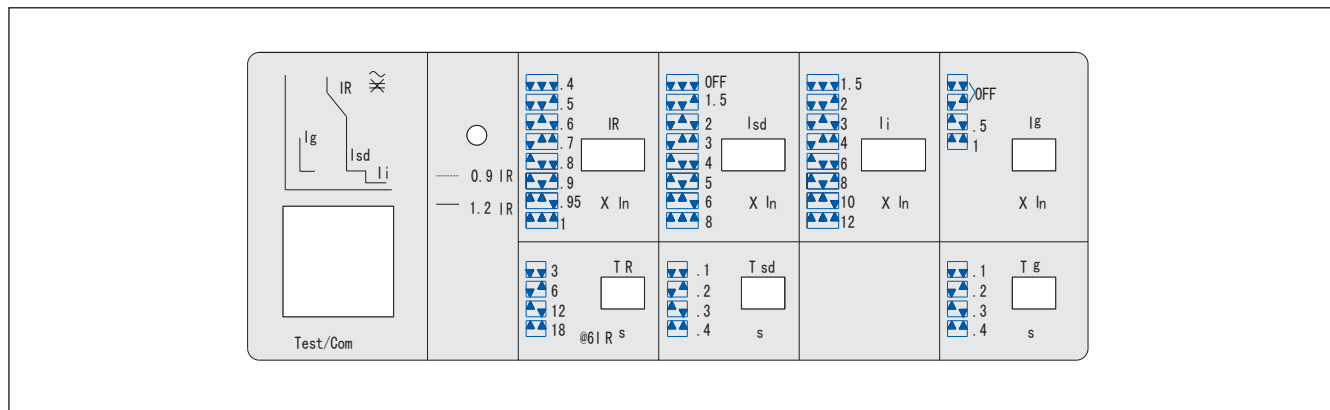 IR
Ig
Isd
Ii
Test/Com
0.9 IR
1.2 IR
.4
.5
.6
.7
.8
.9
.95
1
IR
X In
OFF
1.5
2
3
4
5
6
8
Isd
X In
1.5
2
3
4
6
8
10
12
Ii
X In
OFF
.5
1
Ig
X In
3
6
12
18
T R
@6IR s
.1
.2
.3
.4
T sd
s
.1
.2
.3
.4
T g
s